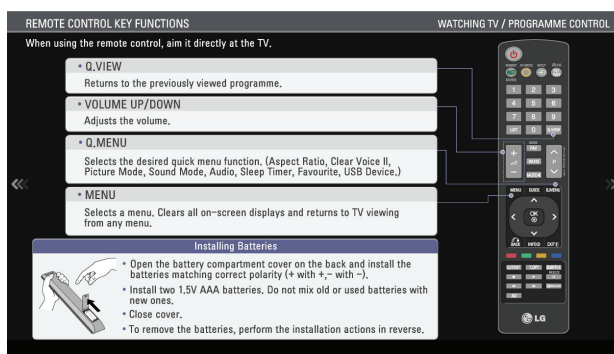 REMOTE CONTROL KEY FUNCTIONS
WATCHING TV / PROGRAMME CONTROL
When using the remote control, aim it directly at the TV.
• Q.VIEW
Returns to the previously viewed programme.
• VOLUME UP/DOWN
Adjusts the volume.
• Q.MENU
Selects the desired quick menu function. (Aspect Ratio, Clear Voice II,
Picture Mode, Sound Mode, Audio, Sleep Timer, Favourite, USB Device.)
• MENU
Selects a menu. Clears all on-screen displays and returns to TV viewing
from any menu.
Installing Batteries
• Open the battery compartment cover on the back and install the
batteries matching correct polarity (+ with +,– with –).
• Install two 1.5V AAA batteries. Do not mix old or used batteries with
new ones.
• Close cover.
• To remove the batteries, perform the installation actions in reverse.
1 2 3
4 5 6
7 8 9
LIST 0 Q.VIEW
+ FAV
RATIO P
– MUTE
MENU GUIDE Q.MENU
OK
BACK INFO EXIT
SUBTITLE
AD
LG